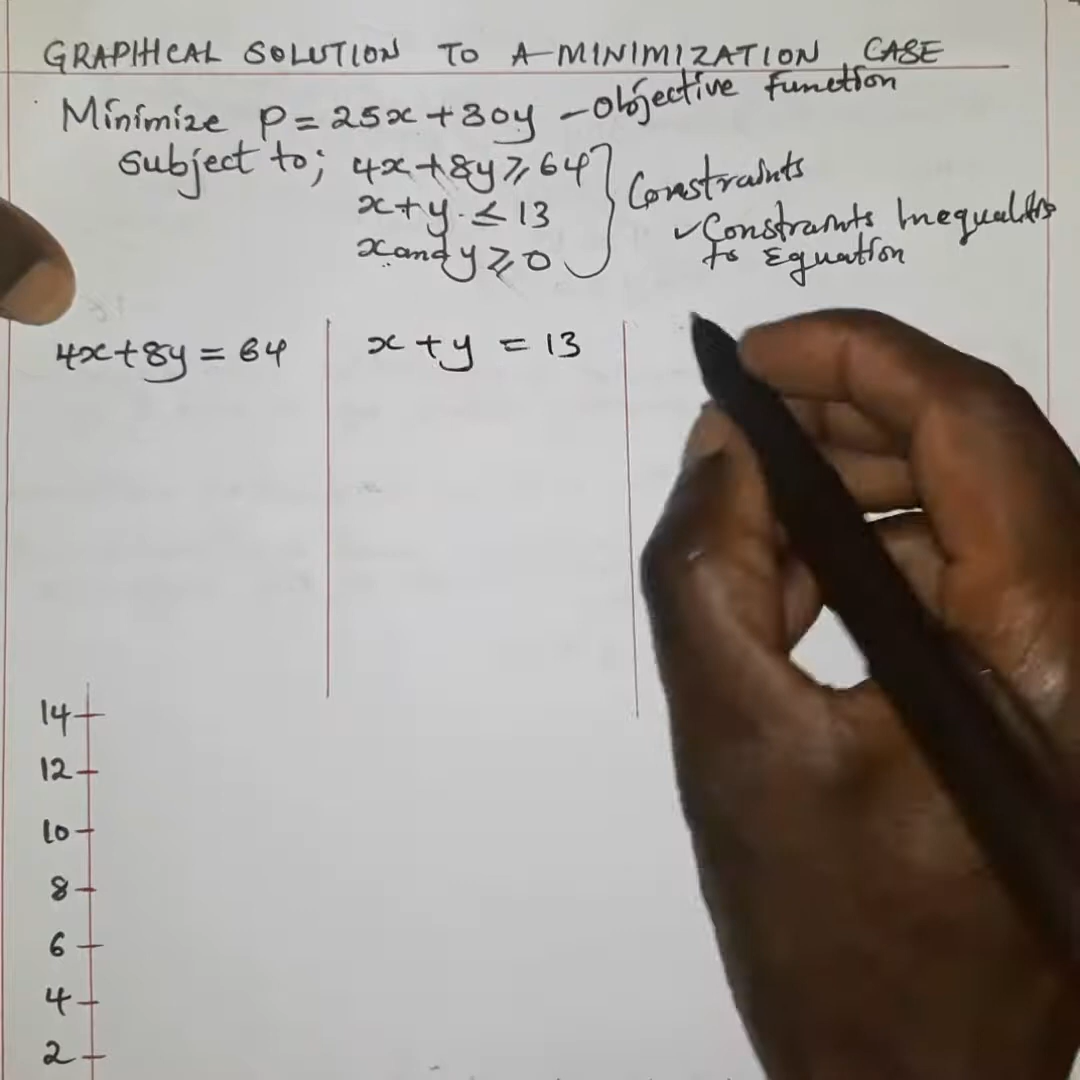 GRAPHICAL SOLUTION TO A MINIMIZATION CASE
Minimize P = 25x + 30y - Objective Function
Subject to; 4x + 8y ≥ 64
x + y ≤ 13
x and y ≥ 0
Constraints
✓Constraints Inequalities
to Equation
4x + 8y = 64
x + y = 13
14
12
10
8
6
4
2